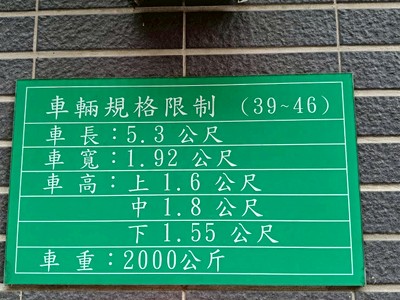 車輛規格限制 (39~46)
車長：5.3 公尺
車寬：1.92 公尺
車高：上 1.6 公尺
中 1.8 公尺
下 1.55 公尺
車重：2000公斤